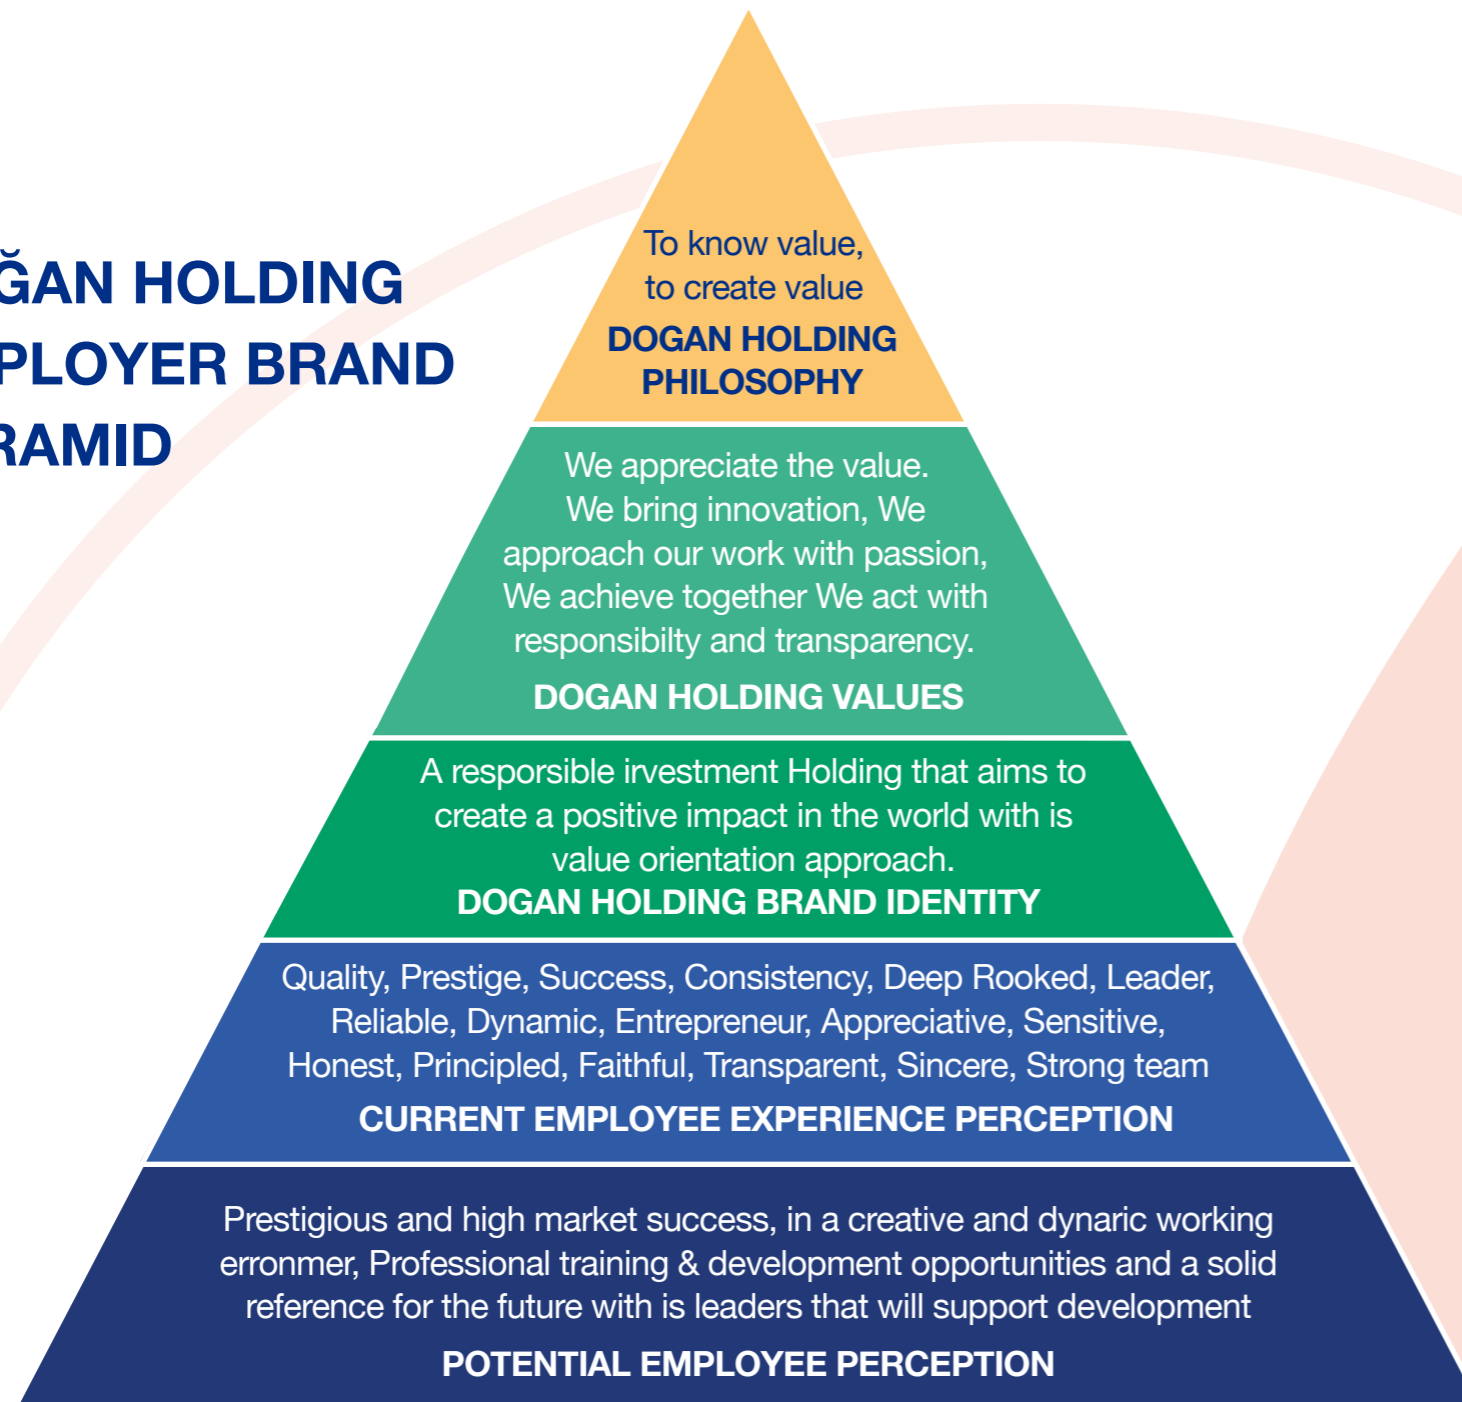 ĞAN HOLDING
PLOYER BRAND
RAMID
To know value,
to create value
DOGAN HOLDING
PHILOSOPHY
We appreciate the value.
We bring innovation, We
approach our work with passion,
We achieve together We act with
responsibilty and transparency.
DOGAN HOLDING VALUES
A resporsible irvestment Holding that aims to
create a positive impact in the world with is
value orientation approach.
DOGAN HOLDING BRAND IDENTITY
Quality, Prestige, Success, Consistency, Deep Rooked, Leader,
Reliable, Dynamic, Entrepreneur, Appreciative, Sensitive,
Honest, Principled, Faithful, Transparent, Sincere, Strong team
CURRENT EMPLOYEE EXPERIENCE PERCEPTION
Prestigious and high market success, in a creative and dynaric working
erronmer, Professional training & development opportunities and a solid
reference for the future with is leaders that will support development
POTENTIAL EMPLOYEE PERCEPTION